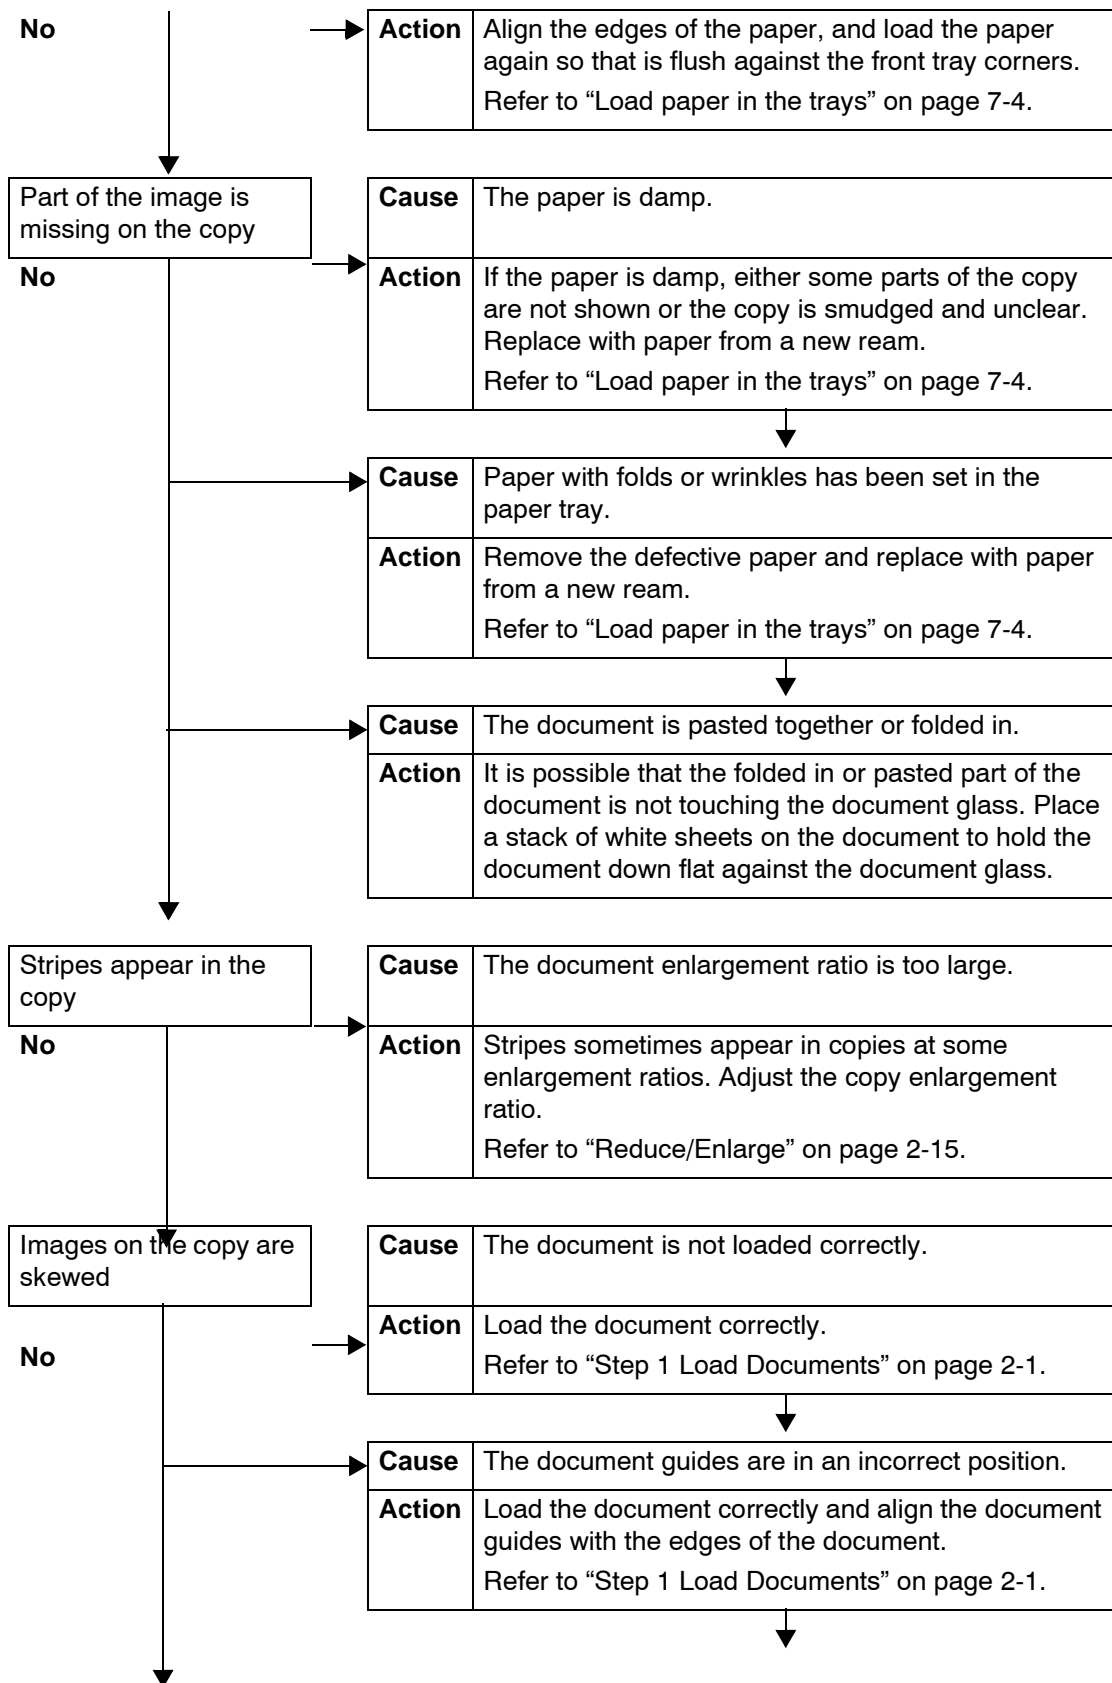 No
Action
Align the edges of the paper, and load the paper
again so that is flush against the front tray corners.
Refer to “Load paper in the trays” on page 7-4.
Part of the image is
missing on the copy
Cause
The paper is damp.
No
Action
If the paper is damp, either some parts of the copy
are not shown or the copy is smudged and unclear.
Replace with paper from a new ream.
Refer to “Load paper in the trays” on page 7-4.
Cause
Paper with folds or wrinkles has been set in the
paper tray.
Action
Remove the defective paper and replace with paper
from a new ream.
Refer to “Load paper in the trays” on page 7-4.
Cause
The document is pasted together or folded in.
Action
It is possible that the folded in or pasted part of the
document is not touching the document glass. Place
a stack of white sheets on the document to hold the
document down flat against the document glass.
Stripes appear in the
copy
Cause
The document enlargement ratio is too large.
No
Action
Stripes sometimes appear in copies at some
enlargement ratios. Adjust the copy enlargement
ratio.
Refer to “Reduce/Enlarge” on page 2-15.
Images on the copy are
skewed
Cause
The document is not loaded correctly.
No
Action
Load the document correctly.
Refer to “Step 1 Load Documents” on page 2-1.
Cause
The document guides are in an incorrect position.
Action
Load the document correctly and align the document
guides with the edges of the document.
Refer to “Step 1 Load Documents” on page 2-1.